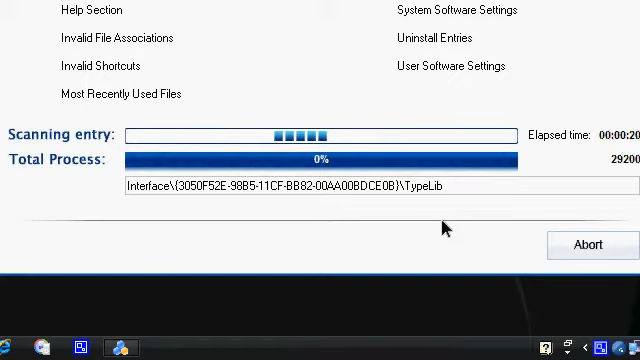 Help Section System Software Settings
Invalid File Associations Uninstall Entries
Invalid Shortcuts User Software Settings
Most Recently Used Files
Scanning entry: Elapsed time: 00:00:20
Total Process: 0% 29200
Interface\{3050F52E-98B5-11CF-BB82-00AA00BDCE0B}\TypeLib
Abort